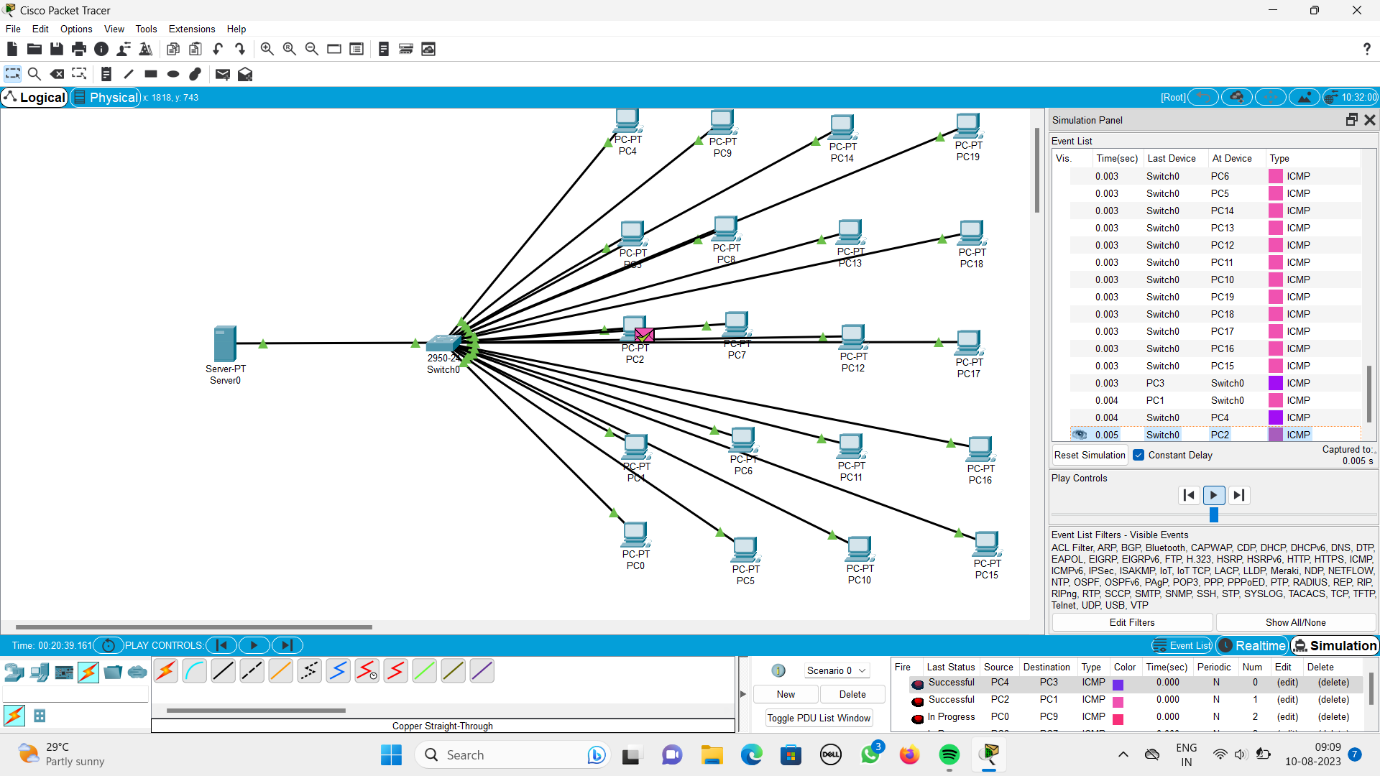 Cisco Packet Tracer
File Edit Options View Tools Extensions Help
Logical Physical x: 1818, y: 743 [Root] 10:32:00
PC-PT
PC4
PC-PT
PC9
PC-PT
PC14
PC-PT
PC19
PC-PT
PC3
PC-PT
PC8
PC-PT
PC13
PC-PT
PC18
Server-PT
Server0
2950-24
Switch0
PC-PT
PC2
PC-PT
PC7
PC-PT
PC12
PC-PT
PC17
PC-PT
PC1
PC-PT
PC6
PC-PT
PC11
PC-PT
PC16
PC-PT
PC0
PC-PT
PC5
PC-PT
PC10
PC-PT
PC15
Simulation Panel
Event List
Vis. Time(sec) Last Device At Device Type
0.003 Switch0 PC6 ICMP
0.003 Switch0 PC5 ICMP
0.003 Switch0 PC14 ICMP
0.003 Switch0 PC13 ICMP
0.003 Switch0 PC12 ICMP
0.003 Switch0 PC11 ICMP
0.003 Switch0 PC10 ICMP
0.003 Switch0 PC19 ICMP
0.003 Switch0 PC18 ICMP
0.003 Switch0 PC17 ICMP
0.003 Switch0 PC16 ICMP
0.003 Switch0 PC15 ICMP
0.003 PC3 Switch0 ICMP
0.004 PC1 Switch0 ICMP
0.004 Switch0 PC4 ICMP
0.005 Switch0 PC2 ICMP
Reset Simulation Constant Delay Captured to:
0.005 s
Play Controls
Event List Filters - Visible Events
ACL Filter, ARP, BGP, Bluetooth, CAPWAP, CDP, DHCP, DHCPv6, DNS, DTP,
EAPOL, EIGRP, EIGRPv6, FTP, H.323, HSRP, HSRPv6, HTTP, HTTPS, ICMP,
ICMPv6, IPSec, ISAKMP, IoT, IoT TCP, LACP, LLDP, Meraki, NDP, NETFLOW,
NTP, OSPF, OSPFv6, PAgP, POP3, PPP, PPPoED, PTP, RADIUS, REP, RIP,
RIPng, RTP, SCCP, SMTP, SNMP, SSH, STP, SYSLOG, TACACS, TCP, TFTP,
Telnet, UDP, USB, VTP
Edit Filters Show All/None
Time: 00:20:39.161 PLAY CONTROLS: Event List Realtime Simulation
Copper Straight-Through
Scenario 0
New Delete
Toggle PDU List Window
Fire Last Status Source Destination Type Color Time(sec) Periodic Num Edit Delete
Successful PC4 PC3 ICMP 0.000 N 0 (edit) (delete)
Successful PC2 PC1 ICMP 0.000 N 1 (edit) (delete)
In Progress PC0 PC9 ICMP 0.000 N 2 (edit) (delete)
29°C
Partly sunny
Search
DELL
3
ENG
IN
09:09
10-08-2023
7